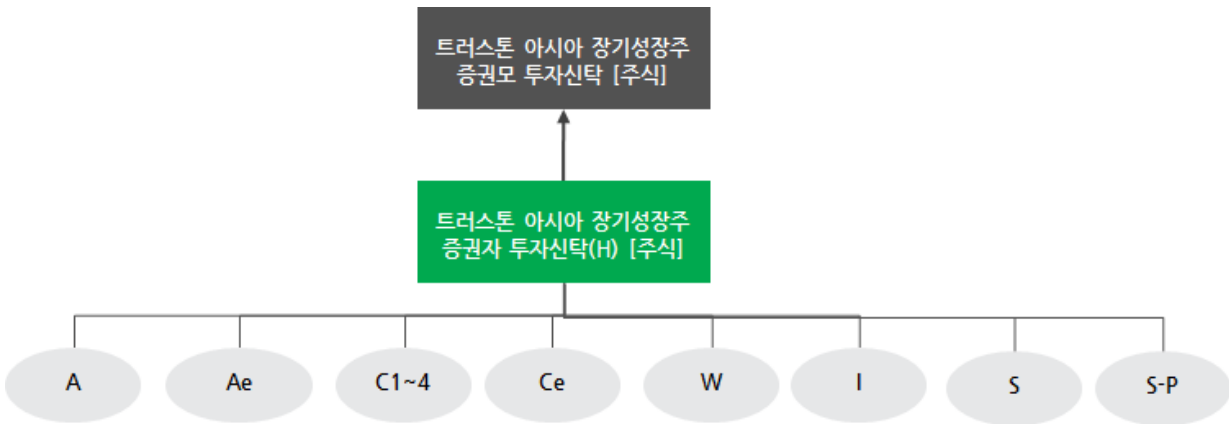 트러스톤 아시아 장기성장주
증권모 투자신탁 [주식]
트러스톤 아시아 장기성장주
증권자 투자신탁(H) [주식]
A
Ae
C1~4
Ce
W
I
S
S-P